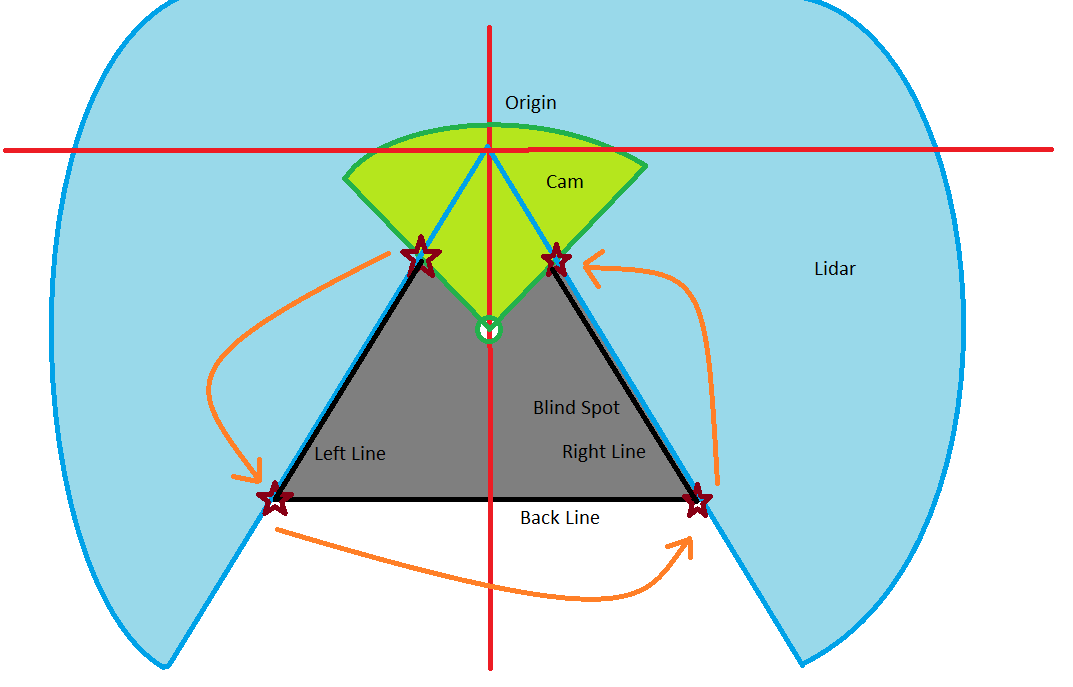 Origin
Cam
Lidar
Blind Spot
Left Line
Right Line
Back Line